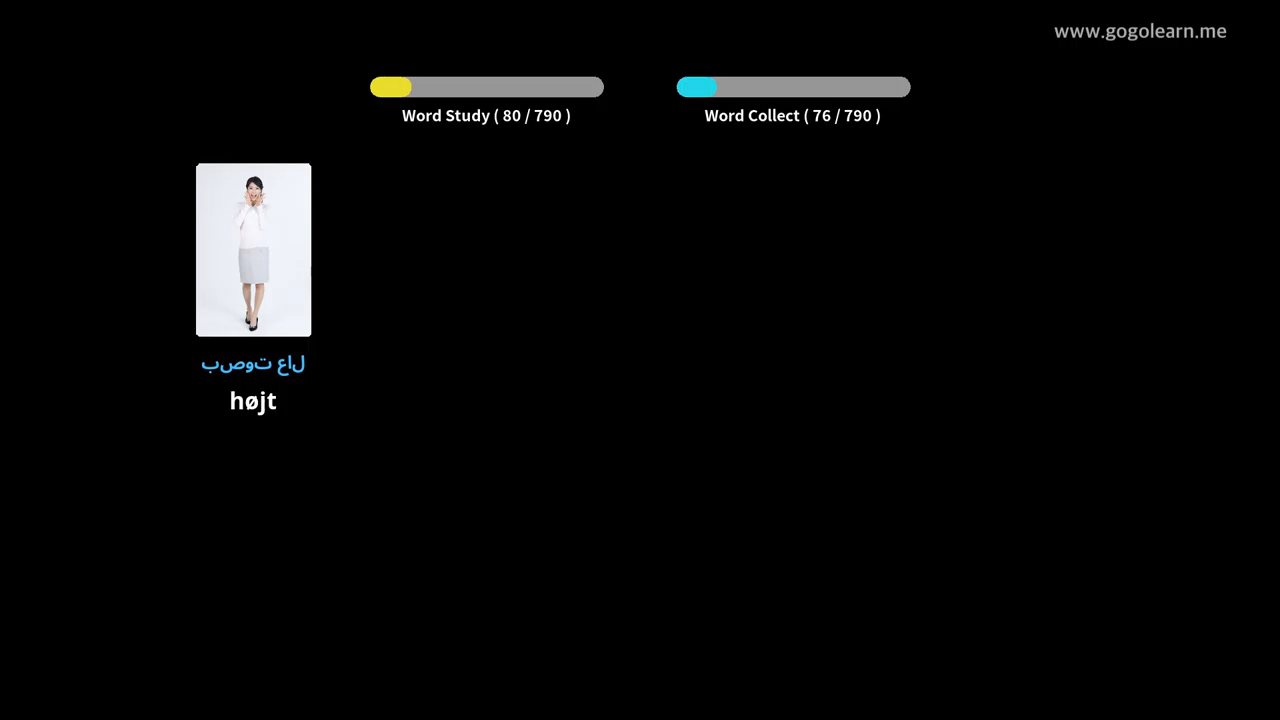 www.gogolearn.me
Word Study ( 80 / 790 )
Word Collect ( 76 / 790 )
بصوت عال
højt